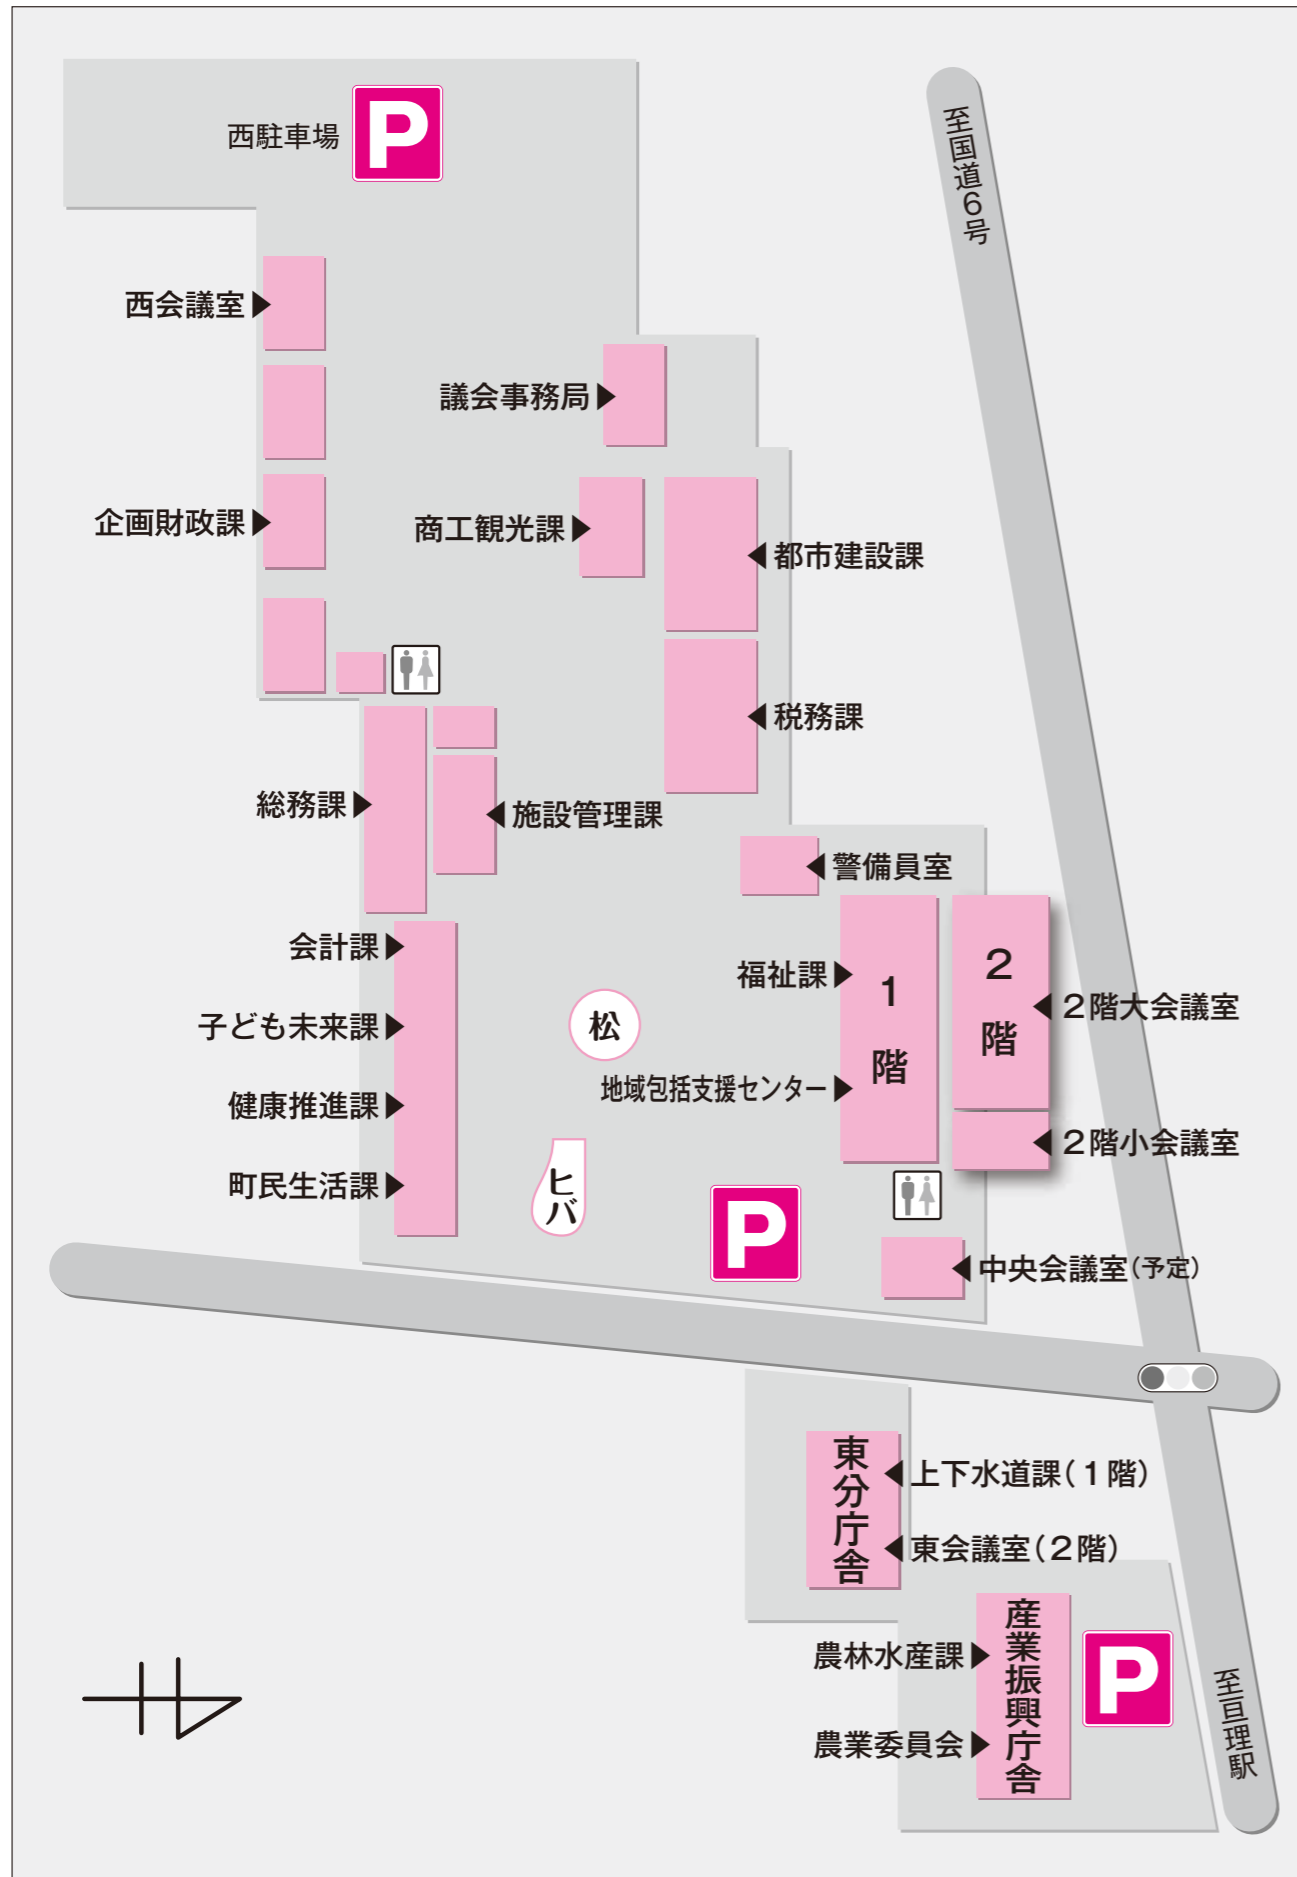 西駐車場
P
至国道6号
西会議室
議会事務局
企画財政課
商工観光課
都市建設課
税務課
総務課
施設管理課
警備員室
会計課
福祉課
1階
2階
2階大会議室
子ども未来課
松
地域包括支援センター
健康推進課
2階小会議室
町民生活課
ヒバ
P
中央会議室(予定)
東分庁舎
上下水道課(1階)
東会議室(2階)
産業振興庁舎
農林水産課
農業委員会
P
至亘理駅